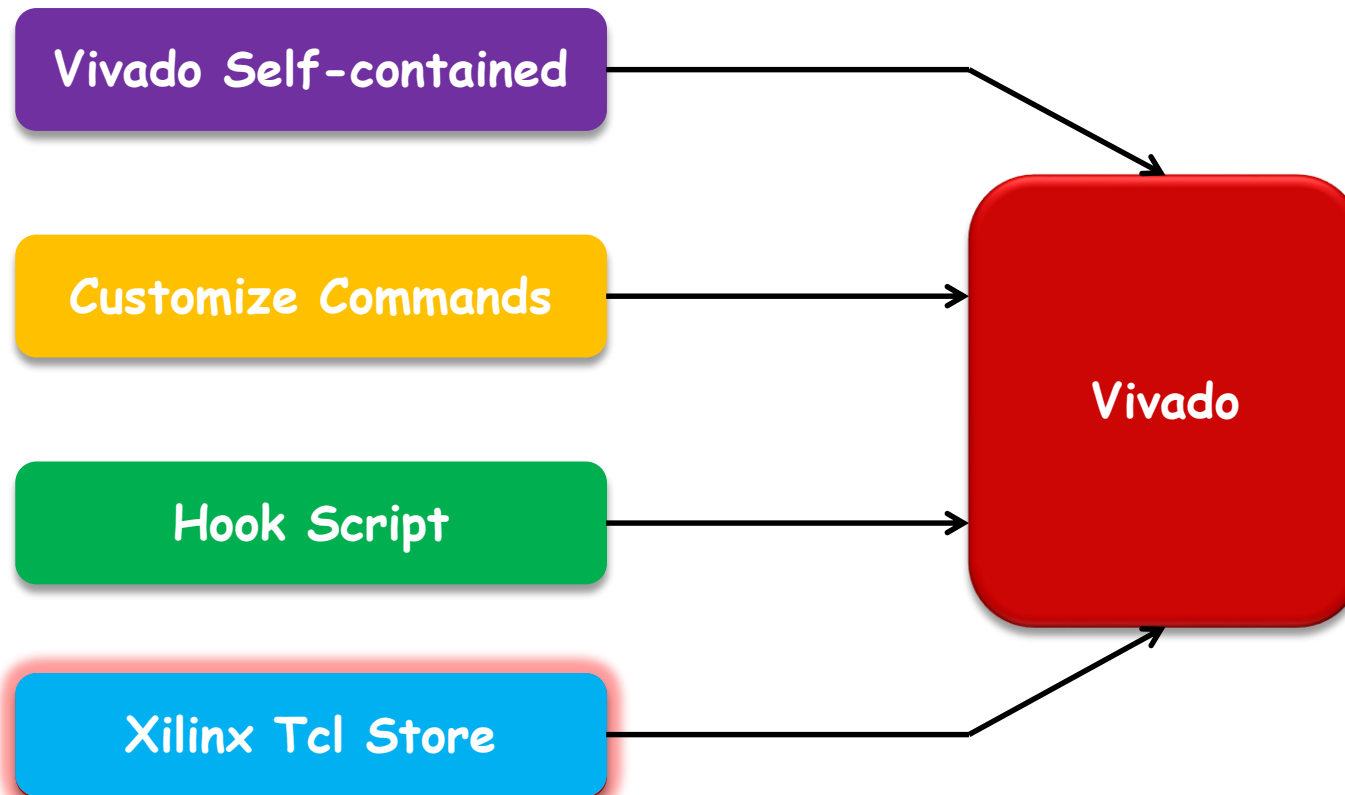 Vivado Self-contained
Customize Commands
Vivado
Hook Script
Xilinx Tcl Store